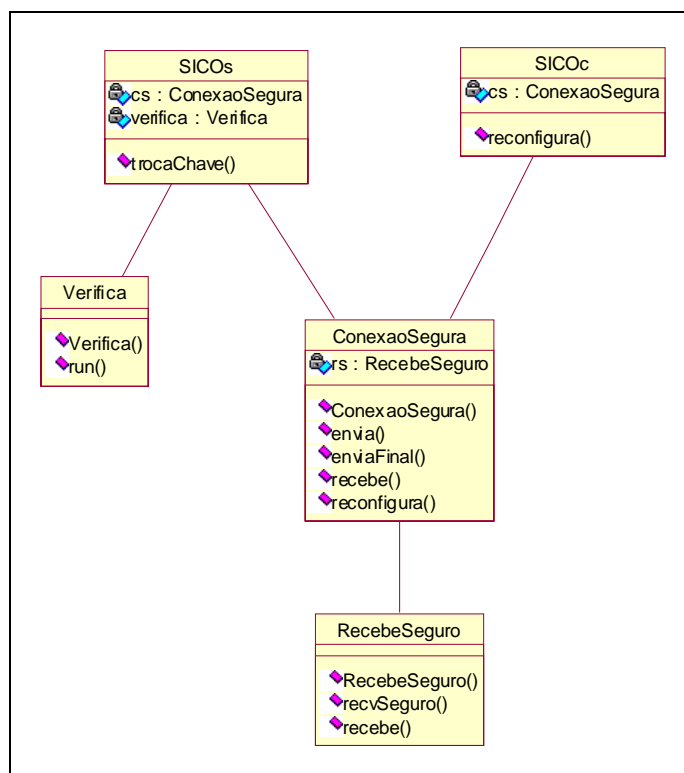 SICOs
cs : ConexaoSegura
verifica : Verifica
trocaChave()
SICOc
cs : ConexaoSegura
reconfigura()
Verifica
Verifica()
run()
ConexaoSegura
rs : RecebeSeguro
ConexaoSegura()
envia()
enviaFinal()
recebe()
reconfigura()
RecebeSeguro
RecebeSeguro()
recvSeguro()
recebe()